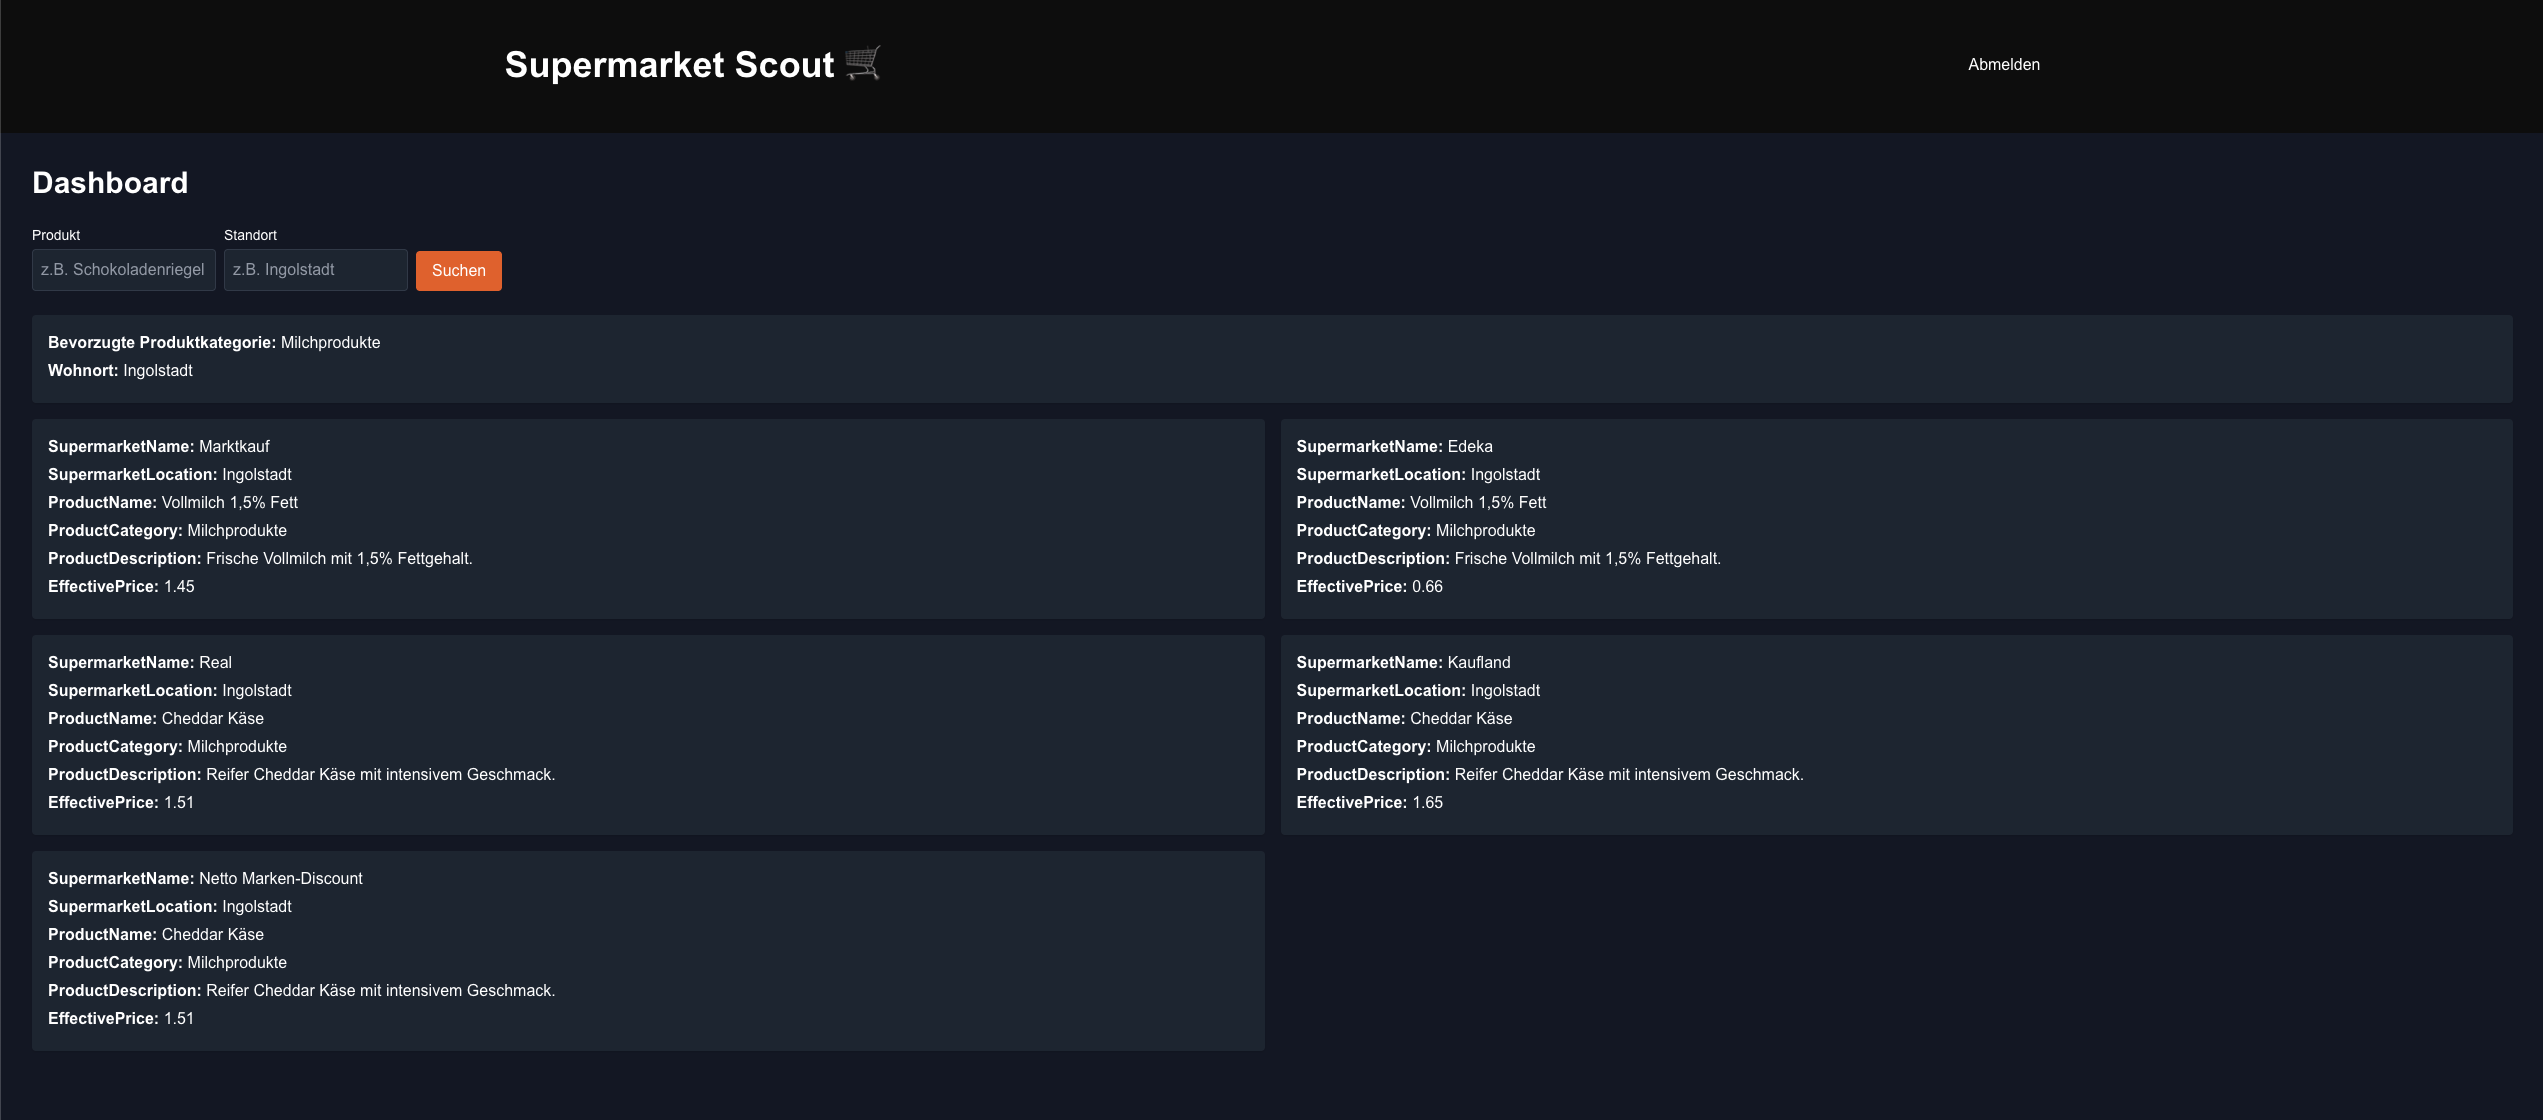 Supermarket Scout
Abmelden
Dashboard
Produkt
Standort
z.B. Schokoladenriegel
z.B. Ingolstadt
Suchen
Bevorzugte Produktkategorie: Milchprodukte
Wohnort: Ingolstadt
SupermarketName: Marktkauf
SupermarketLocation: Ingolstadt
ProductName: Vollmilch 1,5% Fett
ProductCategory: Milchprodukte
ProductDescription: Frische Vollmilch mit 1,5% Fettgehalt.
EffectivePrice: 1.45
SupermarketName: Edeka
SupermarketLocation: Ingolstadt
ProductName: Vollmilch 1,5% Fett
ProductCategory: Milchprodukte
ProductDescription: Frische Vollmilch mit 1,5% Fettgehalt.
EffectivePrice: 0.66
SupermarketName: Real
SupermarketLocation: Ingolstadt
ProductName: Cheddar Käse
ProductCategory: Milchprodukte
ProductDescription: Reifer Cheddar Käse mit intensivem Geschmack.
EffectivePrice: 1.51
SupermarketName: Kaufland
SupermarketLocation: Ingolstadt
ProductName: Cheddar Käse
ProductCategory: Milchprodukte
ProductDescription: Reifer Cheddar Käse mit intensivem Geschmack.
EffectivePrice: 1.65
SupermarketName: Netto Marken-Discount
SupermarketLocation: Ingolstadt
ProductName: Cheddar Käse
ProductCategory: Milchprodukte
ProductDescription: Reifer Cheddar Käse mit intensivem Geschmack.
EffectivePrice: 1.51